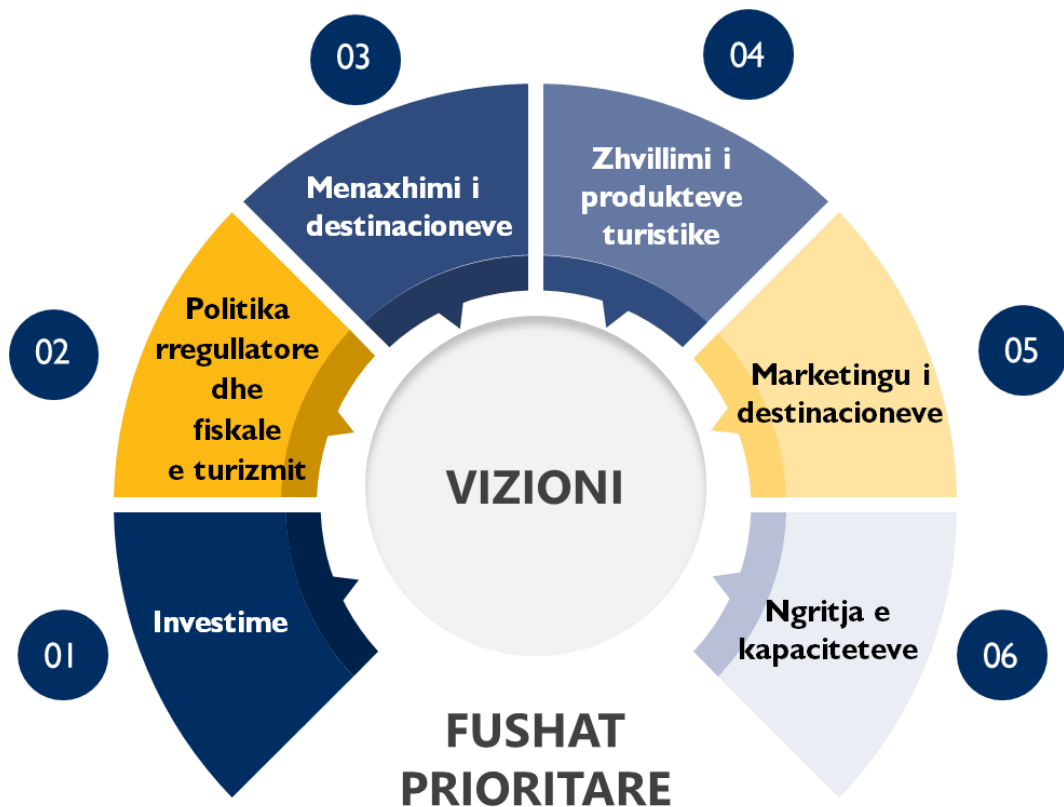 01
Investime
02
Politika
rregullatore
dhe
fiskale
e turizmit
03
Menaxhimi i
destinacioneve
04
Zhvillimi i
produkteve
turistike
05
Marketingu i
destinacioneve
06
Ngritja e
kapaciteteve
VIZIONI
FUSHAT
PRIORITARE